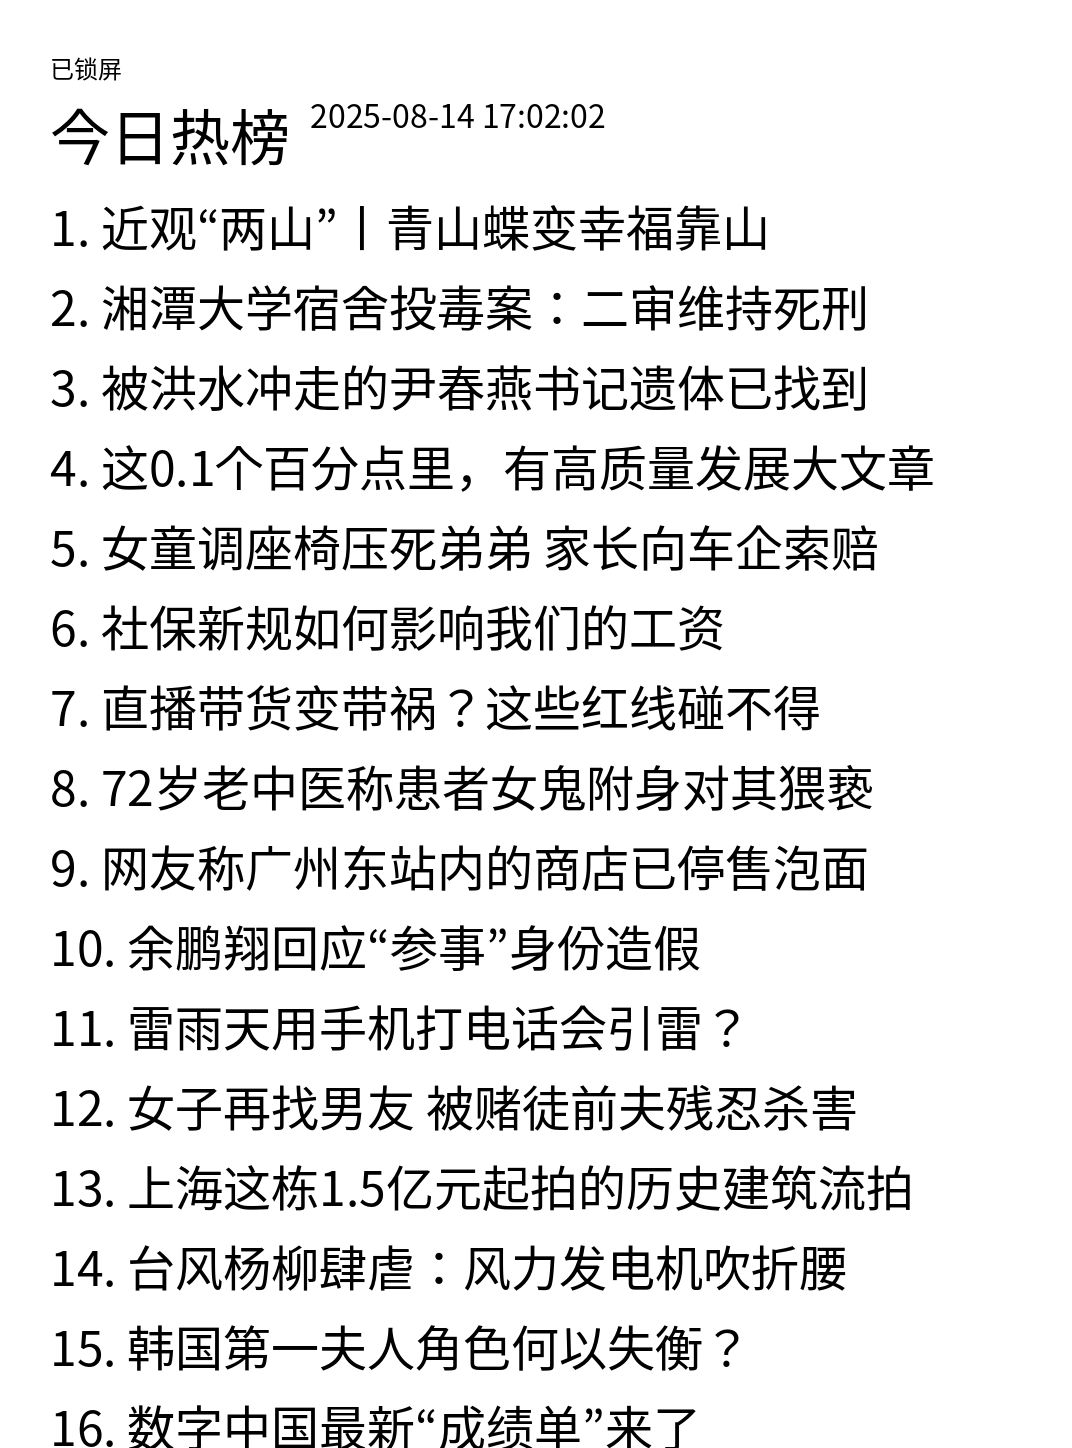 已锁屏
今日热榜 2025-08-14 17:02:02
1. 近观“两山”丨青山蝶变幸福靠山
2. 湘潭大学宿舍投毒案：二审维持死刑
3. 被洪水冲走的尹春燕书记遗体已找到
4. 这0.1个百分点里，有高质量发展大文章
5. 女童调座椅压死弟弟 家长向车企索赔
6. 社保新规如何影响我们的工资
7. 直播带货变带祸？这些红线碰不得
8. 72岁老中医称患者女鬼附身对其猥亵
9. 网友称广州东站内的商店已停售泡面
10. 余鹏翔回应“参事”身份造假
11. 雷雨天用手机打电话会引雷？
12. 女子再找男友 被赌徒前夫残忍杀害
13. 上海这栋1.5亿元起拍的历史建筑流拍
14. 台风杨柳肆虐：风力发电机吹折腰
15. 韩国第一夫人角色何以失衡？
16. 数字中国最新“成绩单”来了